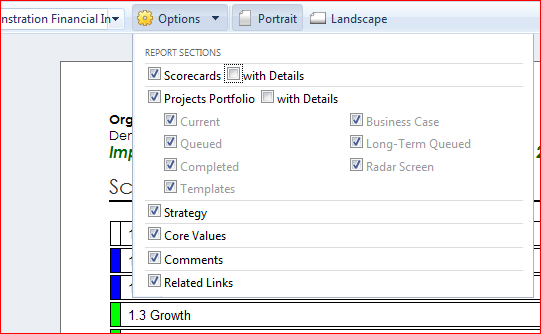 nstration Financial In Options Portrait Landscape
REPORT SECTIONS
Scorecards with Details
Projects Portfolio with Details
Current Business Case
Queued Long-Term Queued
Completed Radar Screen
Templates
Strategy
Core Values
Comments
Related Links
Org
Der
Imp 2
Sc
1.3 Growth